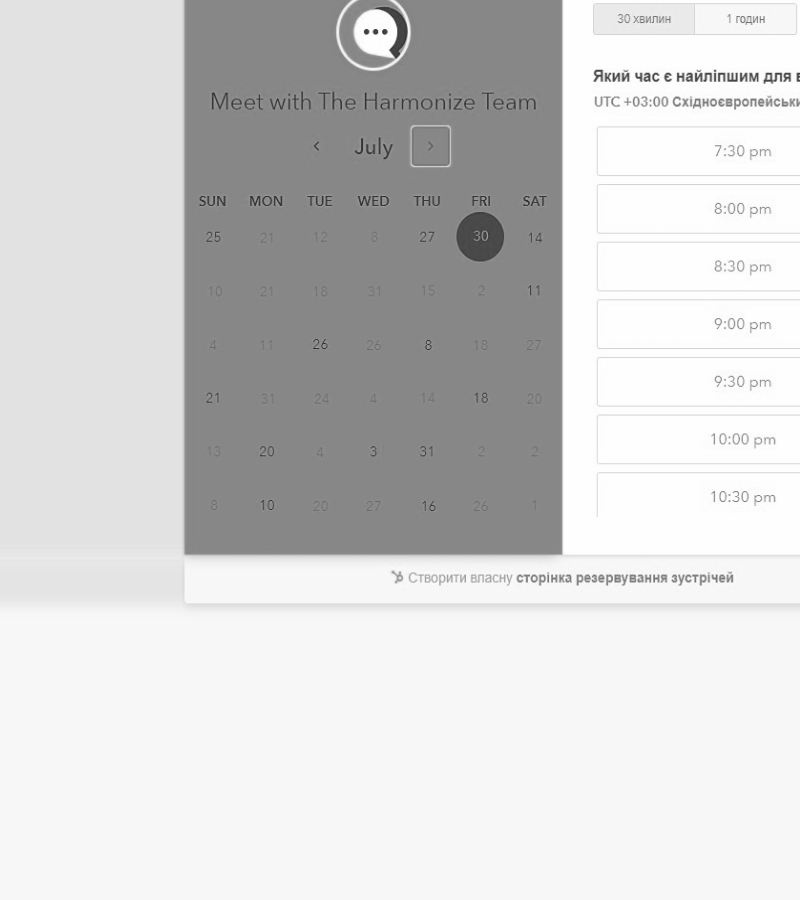 30 хвилин 1 годин
Meet with The Harmonize Team
Який час є найліпшим для
UTC +03:00 Східноєвропейськи
July
SUN MON TUE WED THU FRI SAT
25 21 12 8 27 30 14
10 21 18 31 15 2 11
4 11 26 26 8 18 27
21 31 24 4 14 18 20
13 20 4 3 31 2 2
8 10 20 27 16 26 1
7:30 pm
8:00 pm
8:30 pm
9:00 pm
9:30 pm
10:00 pm
10:30 pm
Створити власну сторінка резервування зустрічей